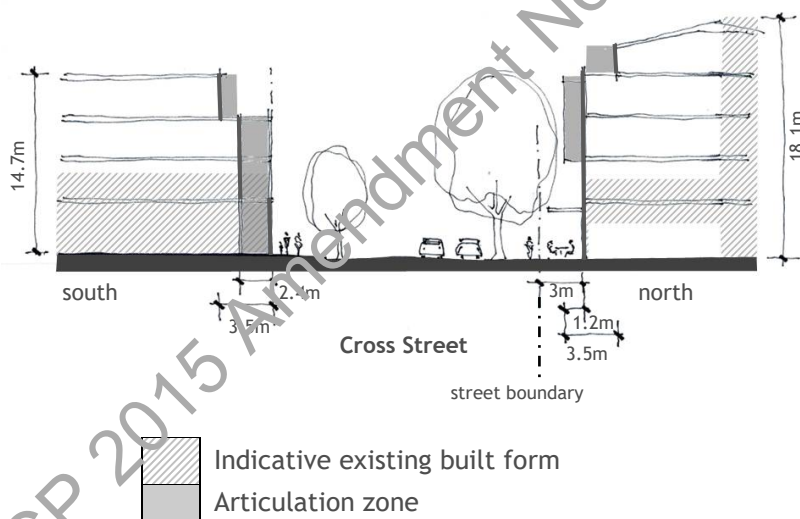 14.7m
18.1m
south
2.4m
3.5m
3m
north
1.2m
3.5m
Cross Street
street boundary
Indicative existing built form
Articulation zone
2015 Amendment No